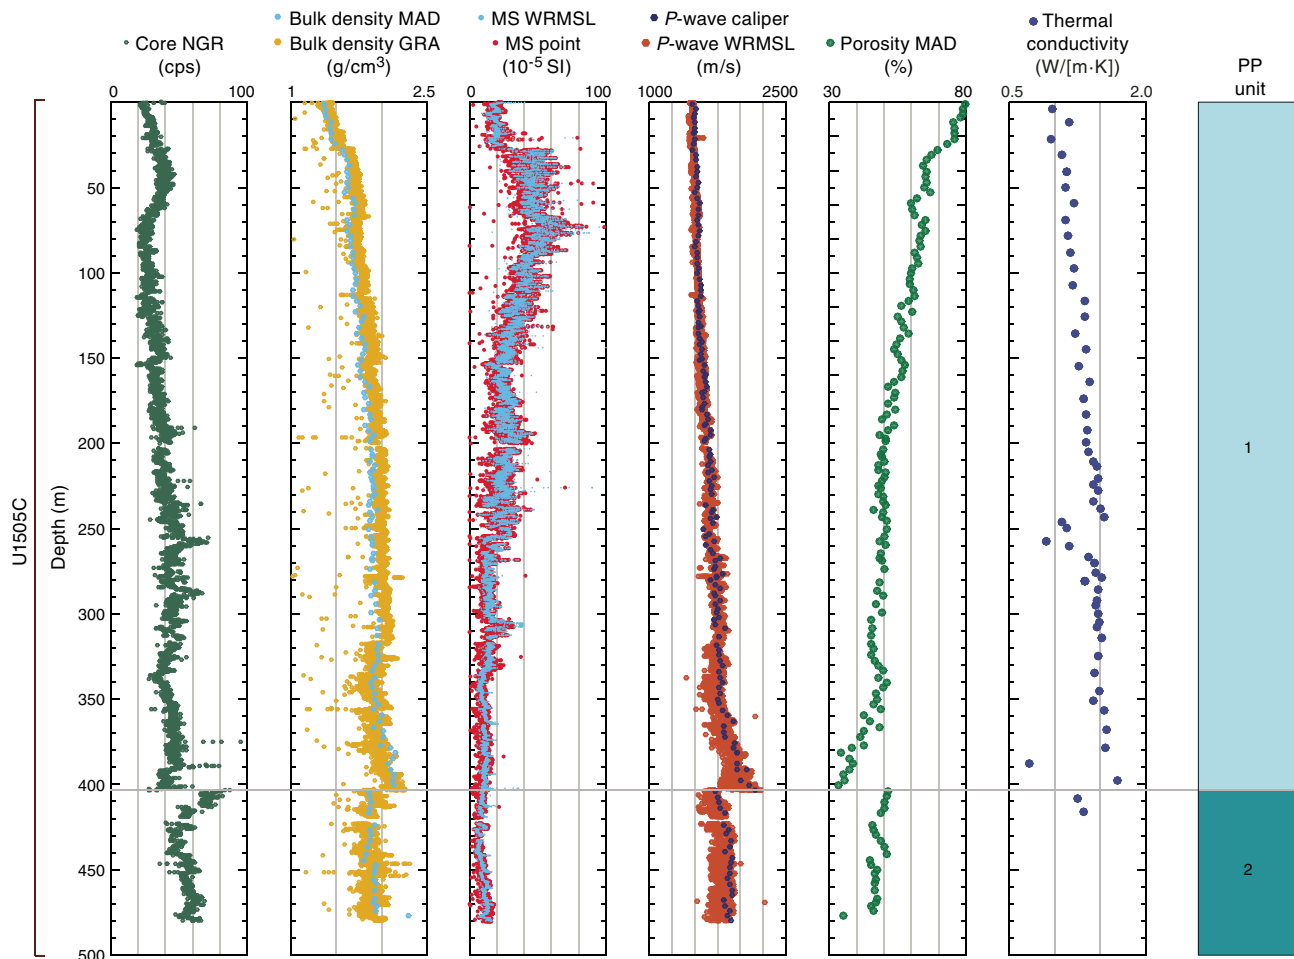 Core NGR
(cps)
Bulk density MAD
Bulk density GRA
(g/cm³)
MS WRMSL
MS point
(10⁻⁵ SI)
P-wave caliper
P-wave WRMSL
(m/s)
Porosity MAD
(%)
Thermal
conductivity
(W/[m·K])
PP
unit
0 100 1 2.5 0 100 1000 2500 30 80 0.5 2.0
0
50
100
150
200
250
300
350
400
450
500
Depth (m)
U1505C
1
2